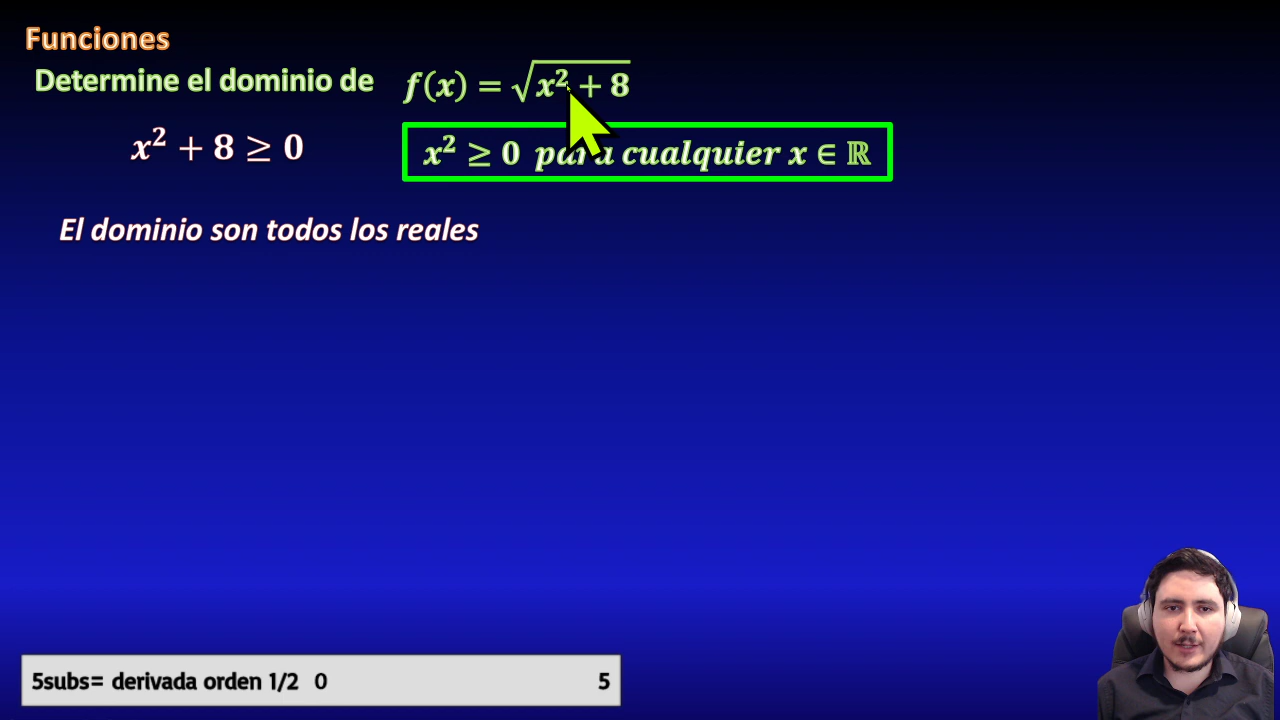 Funciones
Determine el dominio de f(x) = √(x² + 8)
x² + 8 ≥ 0 x² ≥ 0 para cualquier x ∈ ℝ
El dominio son todos los reales
5subs= derivada orden 1/2 0 5